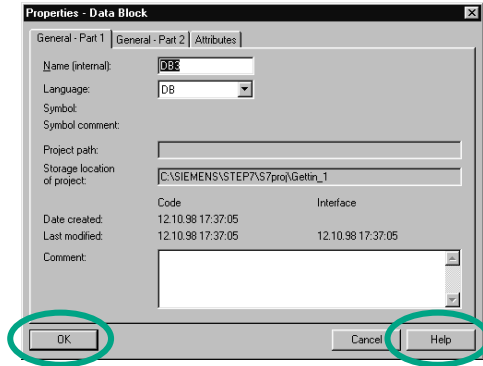 Properties - Data Block
General - Part 1 General - Part 2 Attributes
Name (internal): DB3
Language: DB
Symbol:
Symbol comment:
Project path:
Storage location
of project: C:\SIEMENS\STEP7\S7proj\Gettin_1
Code Interface
Date created: 12.10.98 17:37:05
Last modified: 12.10.98 17:37:05 12.10.98 17:37:05
Comment:
OK Cancel Help